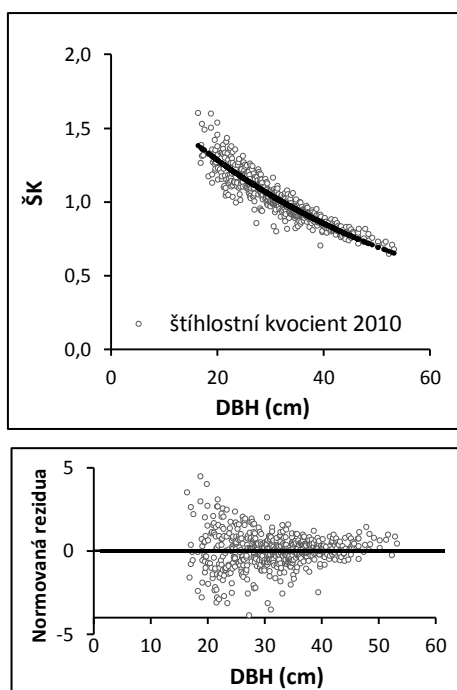 2,0
1,5
ŠK
1,0
0,5
štíhlostní kvocient 2010
0,0
0 20 40 60
DBH (cm)
5
Normovaná rezidua
0
-5
0 10 20 30 40 50 60
DBH (cm)